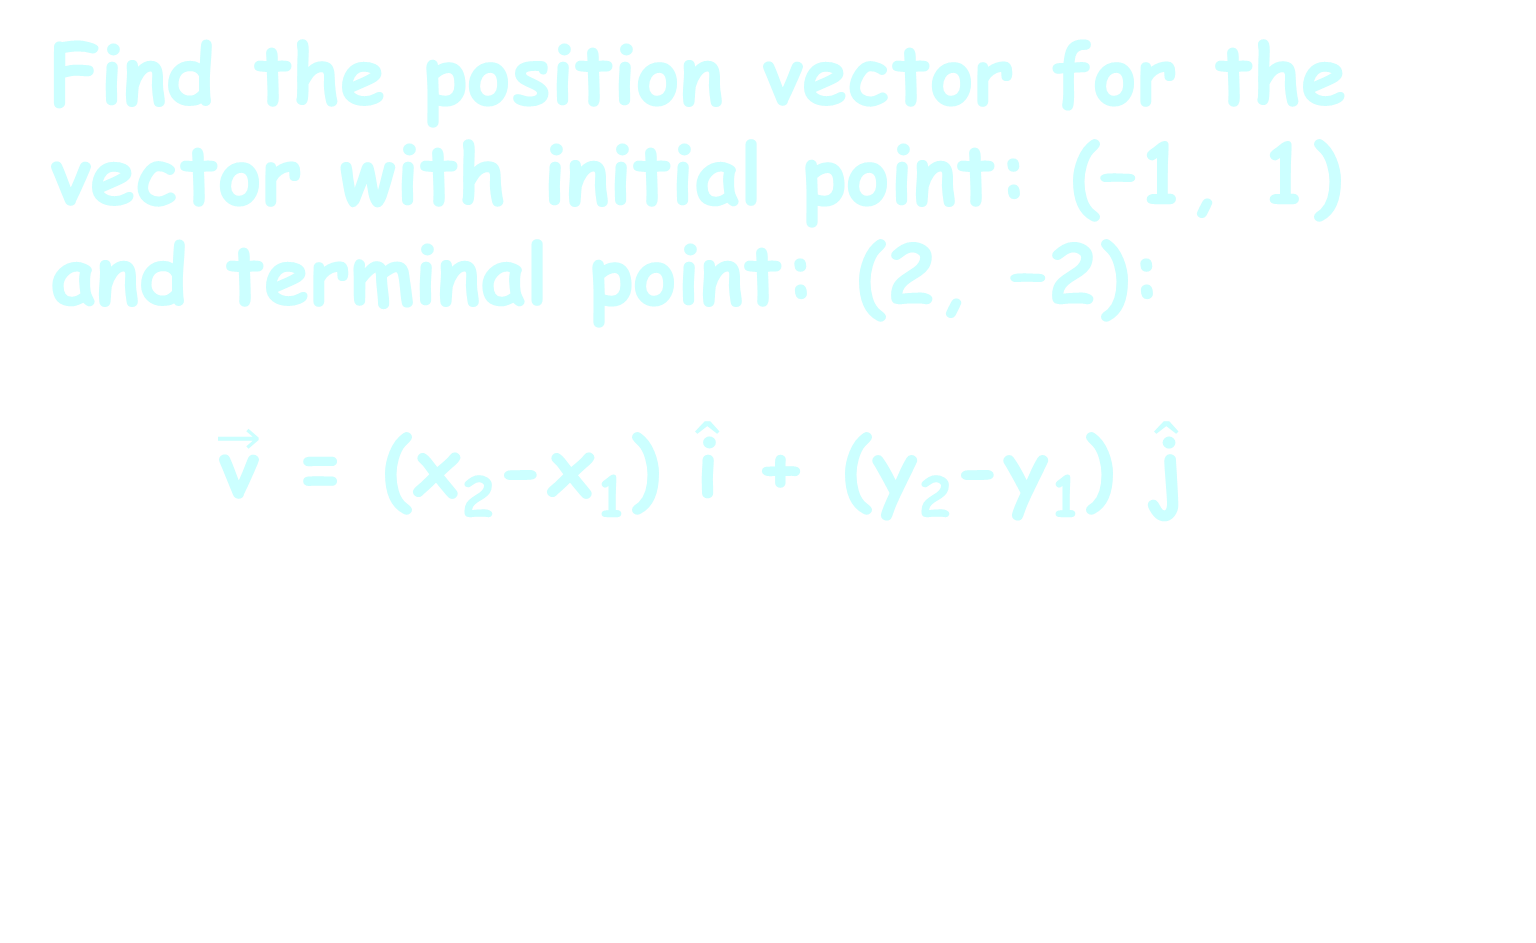 Find the position vector for the
vector with initial point: (–1, 1)
and terminal point: (2, –2):
v⃗ = (x₂-x₁) î + (y₂-y₁) ĵ